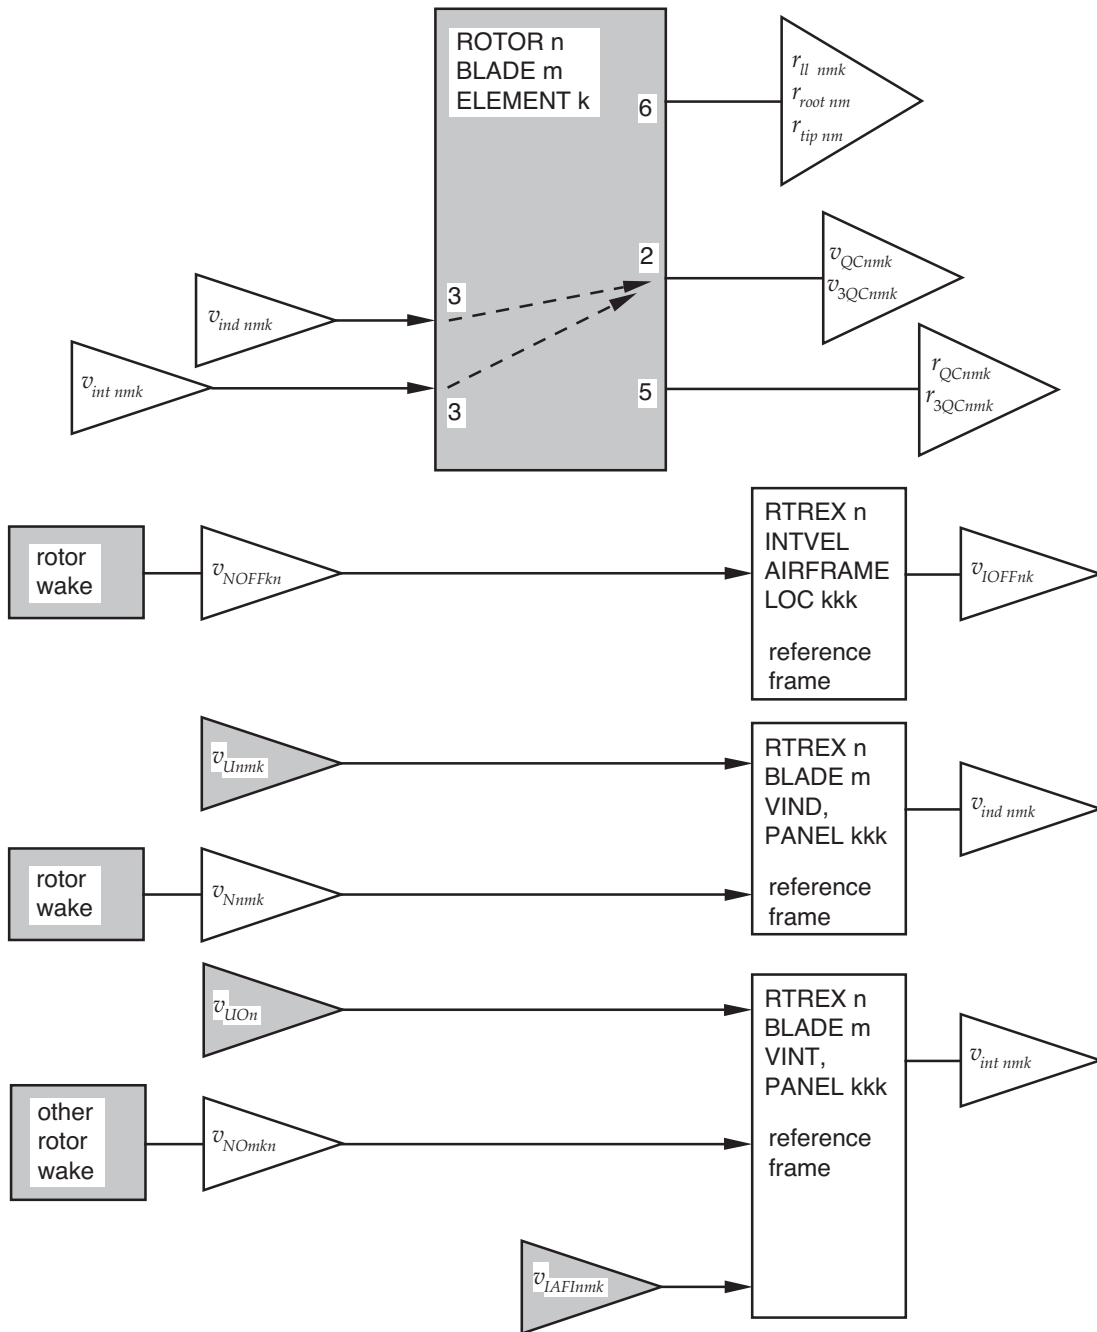 ROTOR n
BLADE m
ELEMENT k
6
r_ll nmk
r_root nm
r_tip nm
2
v_QCnmk
v_3QCnmk
3
v_ind nmk
v_int nmk
3
5
r_QCnmk
r_3QCnmk
rotor
wake
v_NOFFkn
RTREX n
INTVEL
AIRFRAME
LOC kkk
reference
frame
v_IOFFnk
v_Unmk
RTREX n
BLADE m
VIND,
PANEL kkk
reference
frame
v_ind nmk
rotor
wake
v_Nnmk
v_UOn
RTREX n
BLADE m
VINT,
PANEL kkk
reference
frame
v_int nmk
other
rotor
wake
v_NOmkn
v_IAFInmk